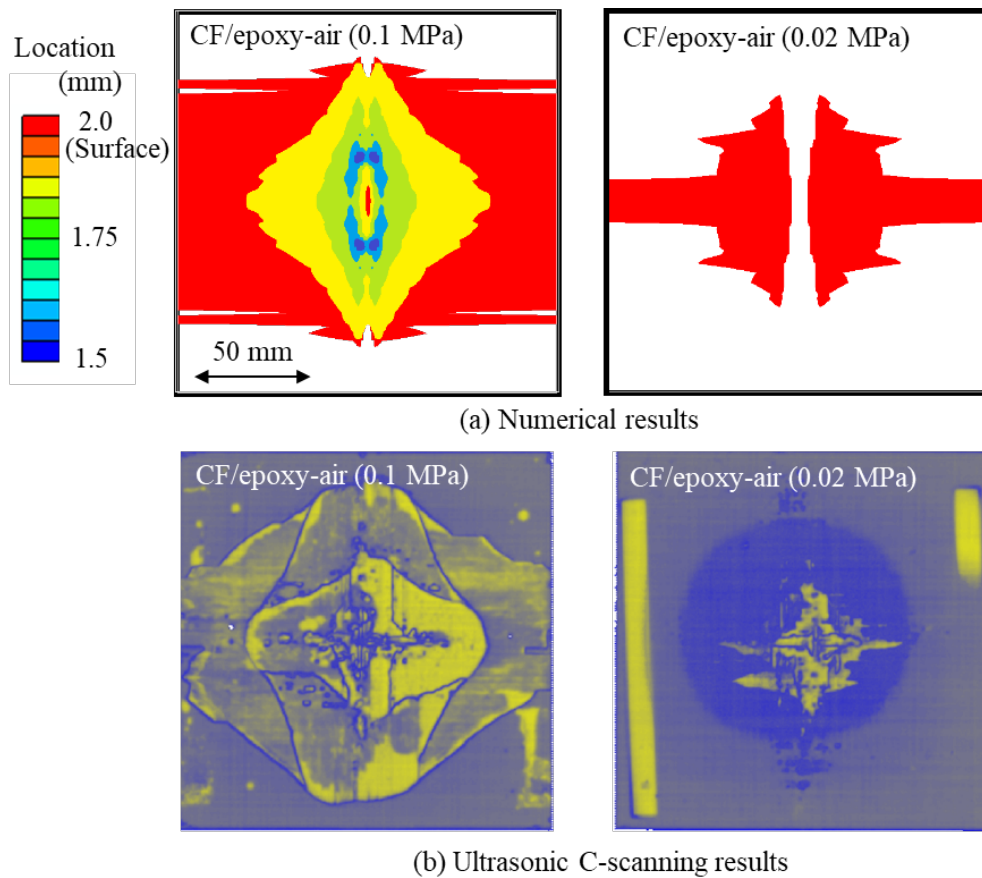 Location
(mm)
2.0
(Surface)
1.75
1.5
CF/epoxy-air (0.1 MPa)
50 mm
CF/epoxy-air (0.02 MPa)
(a) Numerical results
CF/epoxy-air (0.1 MPa)
CF/epoxy-air (0.02 MPa)
(b) Ultrasonic C-scanning results